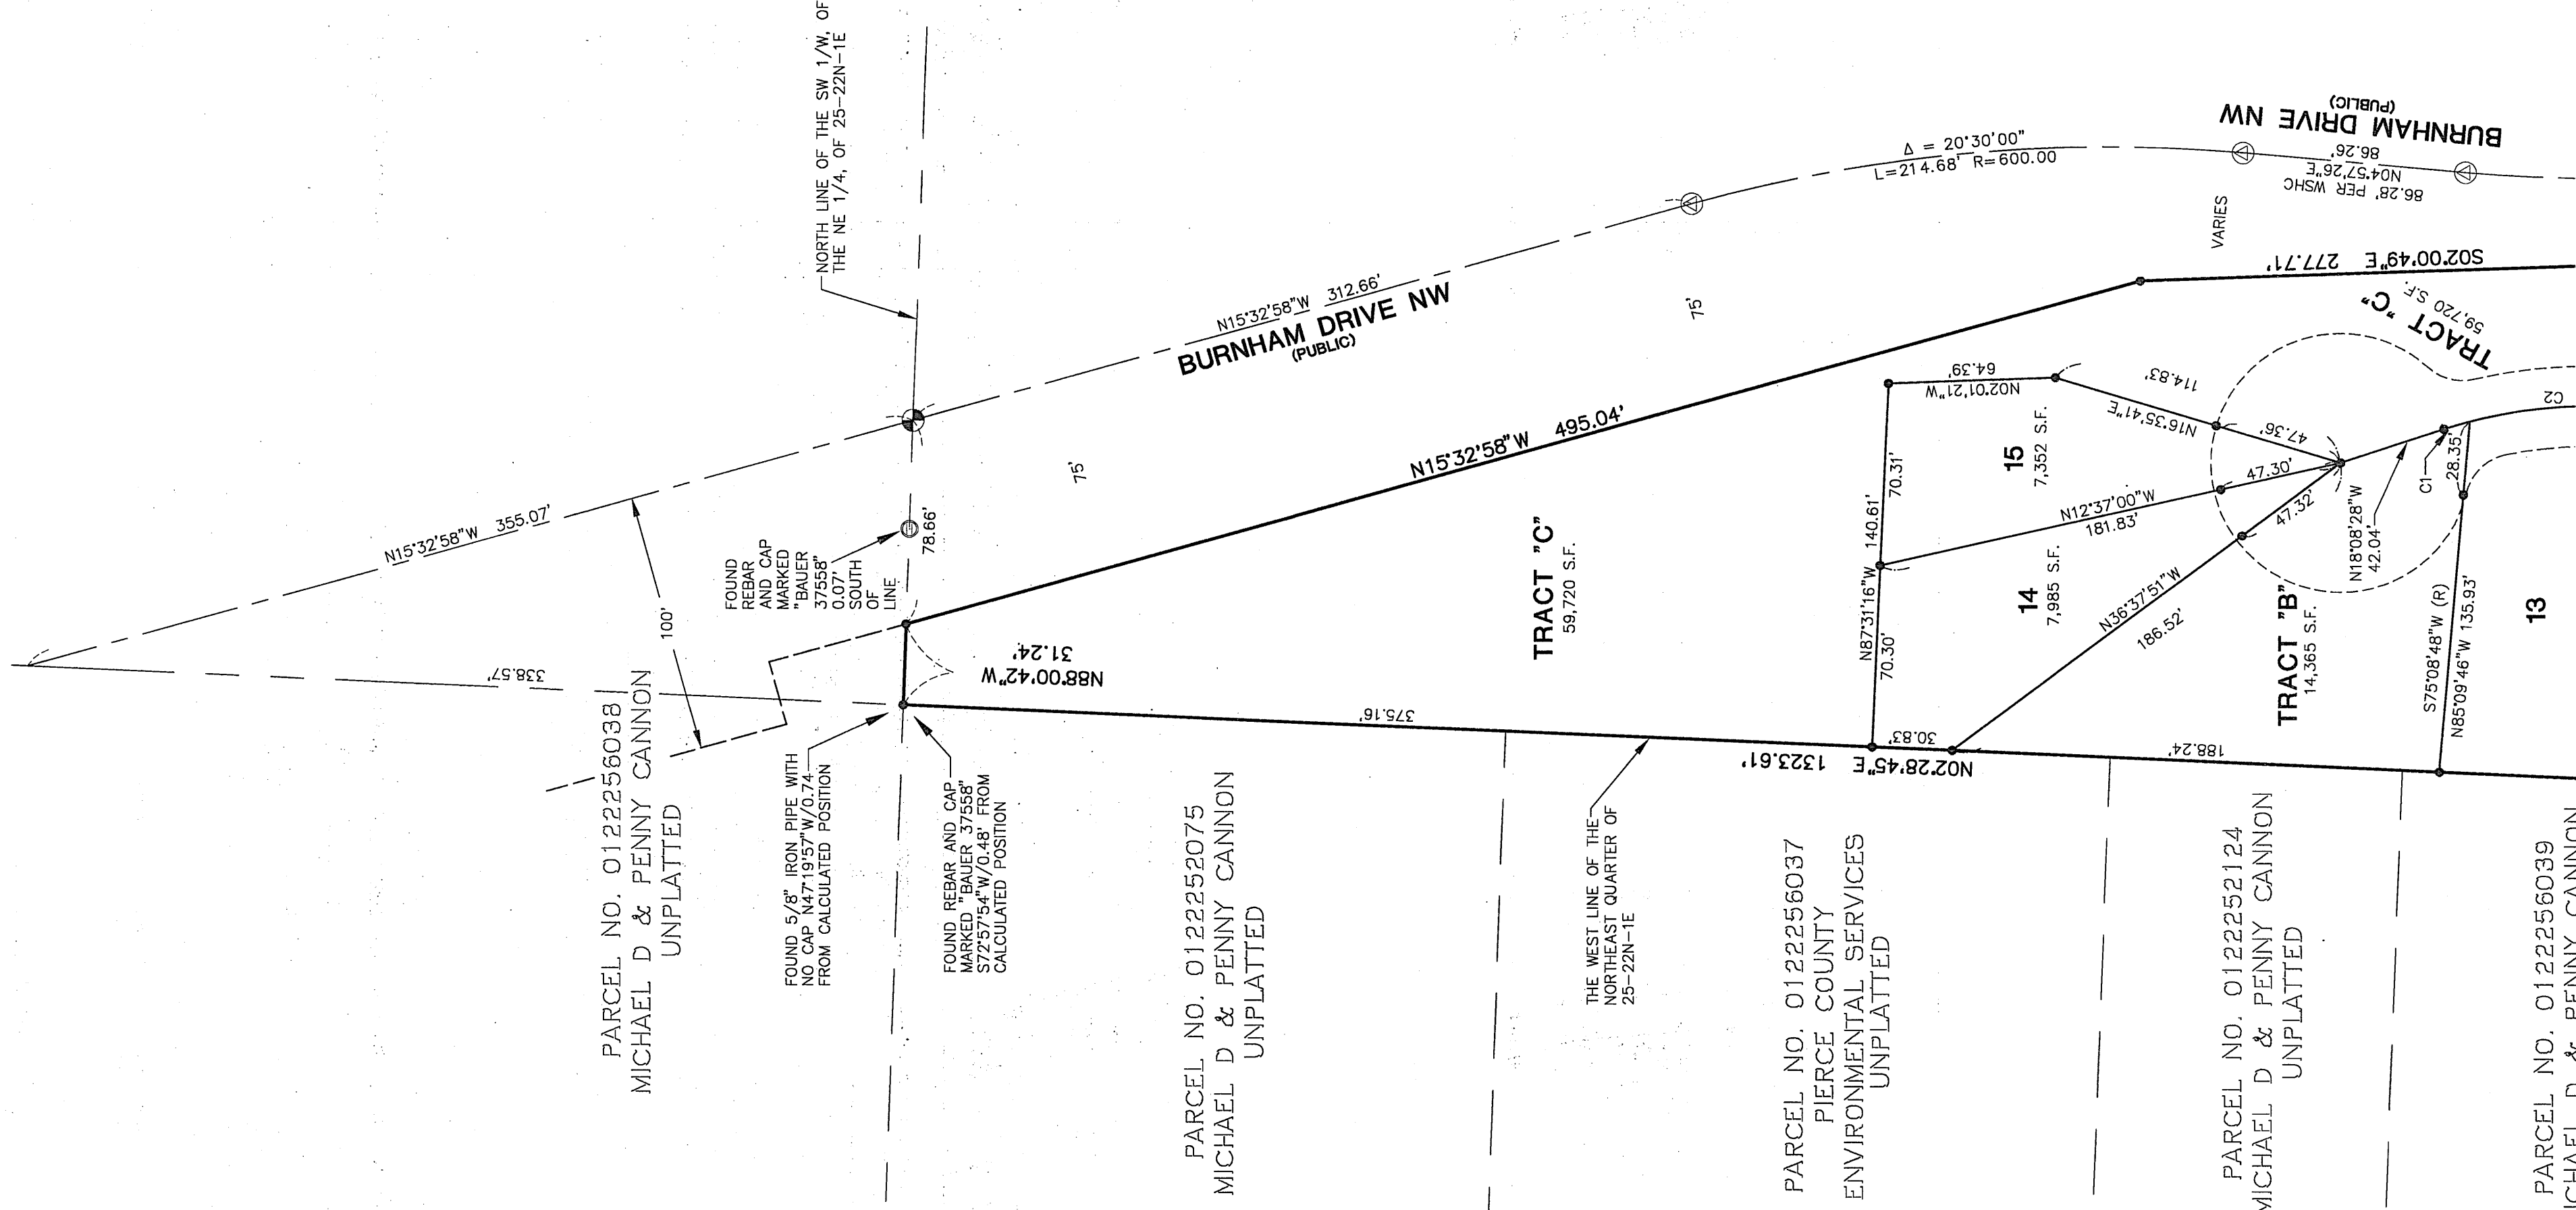 NORTH LINE OF THE SW 1/W, OF
THE NE 1/4, OF 25-22N-1E
N15°32'58"W 355.07'
100'
338.57'
PARCEL NO. 0122256038
MICHAEL D & PENNY CANNON
UNPLATTED
FOUND
REBAR
AND CAP
MARKED
"BAUER
37558"
0.07'
SOUTH
OF
LINE
78.66'
75'
N88°00'42"W
31.24'
FOUND 5/8" IRON PIPE WITH
NO CAP N47°19'57"W/0.74
FROM CALCULATED POSITION
FOUND REBAR AND CAP
MARKED "BAUER 37558"
S72°57'54"W/0.48' FROM
CALCULATED POSITION
N15°32'58"W 312.66'
BURNHAM DRIVE NW
(PUBLIC)
N15°32'58"W 495.04'
75'
Δ = 20°30'00"
L=214.68' R=600.00
BURNHAM DRIVE NW
(PUBLIC)
86.26'
N04°57'26"E
86.28' PER WSHC
VARIES
S02°00'49"E 277.71'
TRACT "C"
59,720 S.F.
TRACT "C"
59,720 S.F.
375.16'
PARCEL NO. 0122252075
MICHAEL D & PENNY CANNON
UNPLATTED
THE WEST LINE OF THE
NORTHEAST QUARTER OF
25-22N-1E
N02°28'45"E 1323.61'
64.39'
N02°01'21"W
70.31'
140.61'
N87°31'16"W
70.30'
30.83'
15
7,352 S.F.
114.83'
N16°35'41"E
47.36'
47.30'
N12°37'00"W
181.83'
14
7,985 S.F.
47.32'
N36°37'51"W
186.52'
N18°08'28"W
42.04'
C1
28.35'
C2
TRACT "B"
14,365 S.F.
188.24'
S75°08'48"W (R)
N85°09'46"W 135.93'
13
PARCEL NO. 0122256037
PIERCE COUNTY
ENVIRONMENTAL SERVICES
UNPLATTED
PARCEL NO. 0122252124
MICHAEL D & PENNY CANNON
UNPLATTED
PARCEL NO. 0122256039
MICHAEL D & PENNY CANNON